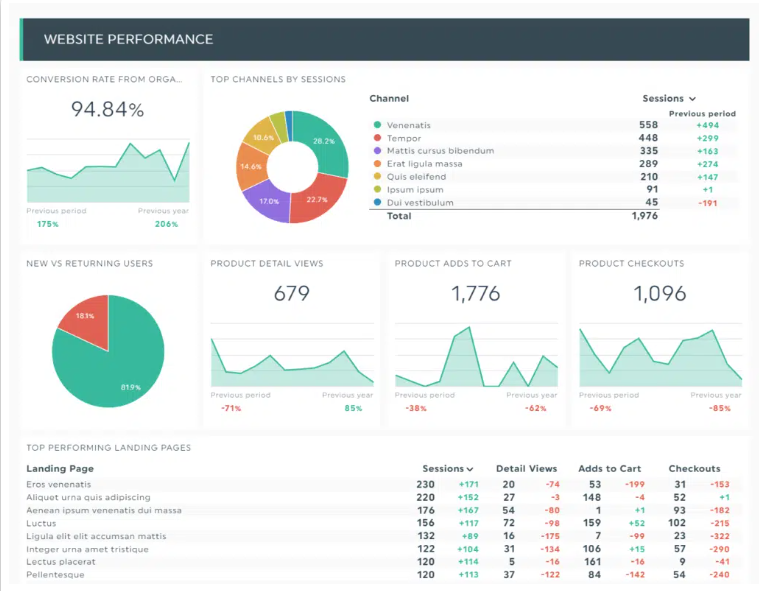 WEBSITE PERFORMANCE
CONVERSION RATE FROM ORGA...
94.84%
Previous period Previous year
175% 206%
TOP CHANNELS BY SESSIONS
28.2%
22.7%
17.0%
14.6%
10.6%
Channel Sessions
Previous period
Venenatis 558 +494
Tempor 448 +299
Mattis cursus bibendum 335 +163
Erat ligula massa 289 +274
Quis eleifend 210 +147
Ipsum ipsum 91 +1
Dui vestibulum 45 -191
Total 1,976
NEW VS RETURNING USERS
18.1%
81.9%
PRODUCT DETAIL VIEWS
679
Previous period Previous year
-71% 85%
PRODUCT ADDS TO CART
1,776
Previous period Previous year
-38% -62%
PRODUCT CHECKOUTS
1,096
Previous period Previous year
-69% -85%
TOP PERFORMING LANDING PAGES
Landing Page Sessions Detail Views Adds to Cart Checkouts
Eros venenatis 230 +171 20 -74 53 -199 31 -153
Aliquet urna quis adipiscing 220 +152 27 -3 148 -4 52 +1
Aenean ipsum venenatis dui massa 176 +167 54 -80 1 +1 93 -182
Luctus 156 +117 72 -98 159 +52 102 -215
Ligula elit elit accumsan mattis 132 +89 16 -175 7 -99 23 -322
Integer urna amet tristique 122 +104 31 -134 106 +15 57 -290
Lectus placerat 120 +114 5 -16 161 -16 9 -41
Pellentesque 120 +113 37 -122 84 -142 54 -240